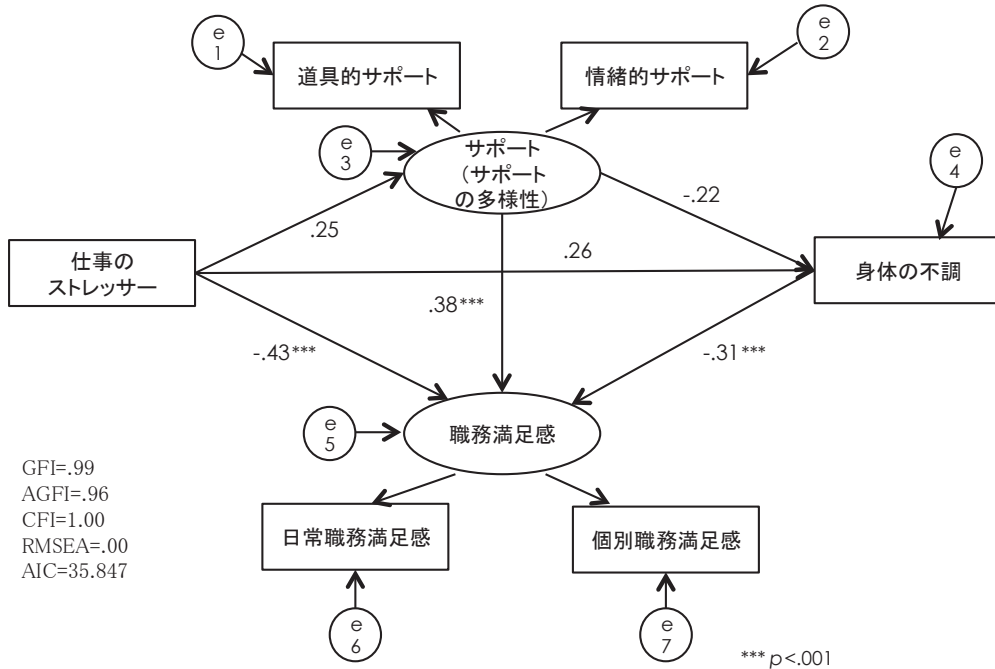 e
1
道具的サポート
情緒的サポート
e
2
e
3
サポート
(サポート
の多様性)
e
4
.25
-.22
.26
仕事の
ストレッサー
身体の不調
.38***
-.43***
-.31***
e
5
職務満足感
GFI=.99
AGFI=.96
CFI=1.00
RMSEA=.00
AIC=35.847
日常職務満足感
個別職務満足感
e
6
e
7
*** p<.001